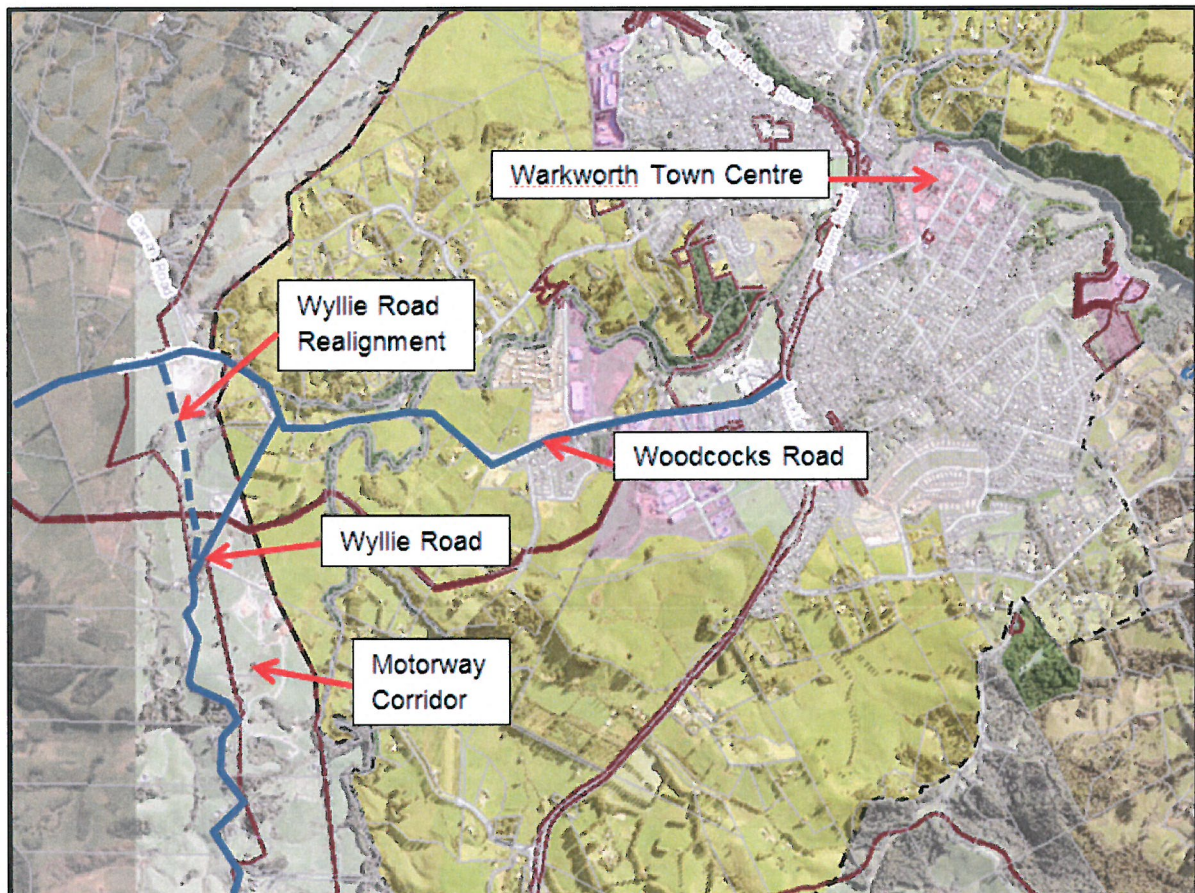 Warkworth Town Centre
Wyllie Road
Realignment
Woodcocks Road
Wyllie Road
Motorway
Corridor